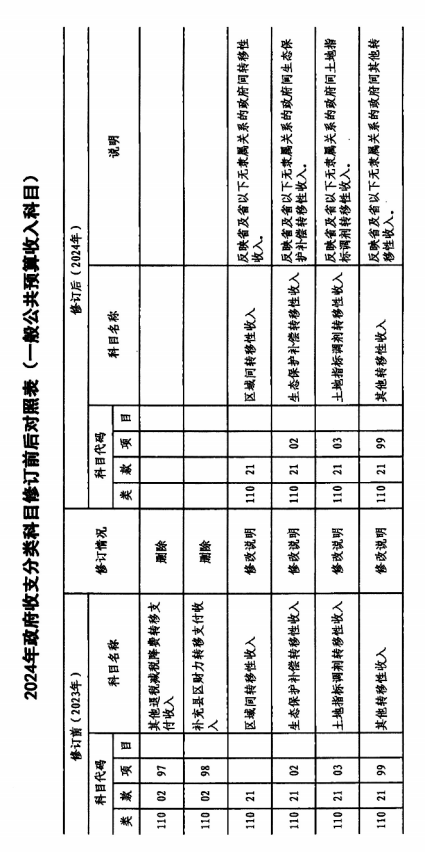 2024年政府收支分类科目修订前后对照表（一般公共预算收入科目）
修订前（2023年） 修订情况 修订后（2024年）
科目代码 科目名称 科目代码 科目名称 说明
类 款 项 目 类 款 项 目
110 02 97 其他退税减税降费转移支付收入 删除
110 02 98 补充县区财力转移支付收入 删除
110 21 区域间转移性收入 修改说明 110 21 区域间转移性收入 反映省及省以下无隶属关系的政府间转移性收入。
110 21 02 生态保护补偿转移性收入 修改说明 110 21 02 生态保护补偿转移性收入 反映省及省以下无隶属关系的政府间生态保护补偿转移性收入。
110 21 03 土地指标调剂转移性收入 修改说明 110 21 03 土地指标调剂转移性收入 反映省及省以下无隶属关系的政府间土地指标调剂转移性收入。
110 21 99 其他转移性收入 修改说明 110 21 99 其他转移性收入 反映省及省以下无隶属关系的政府间其他转移性收入。